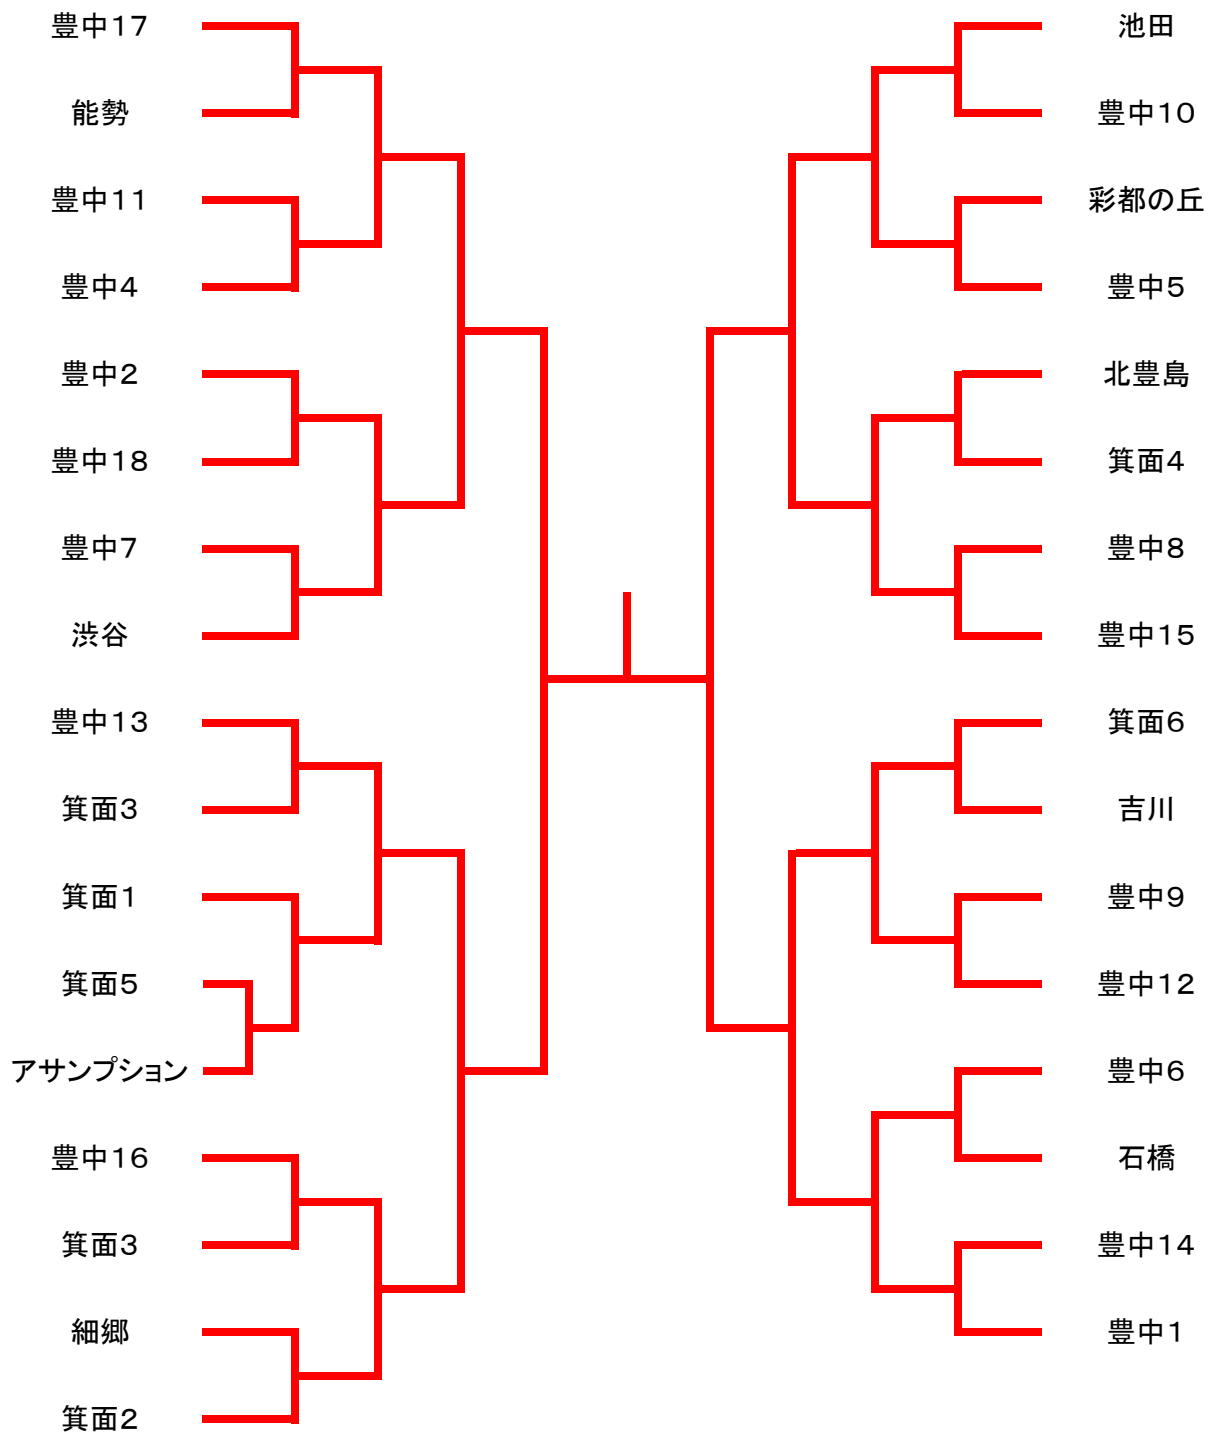 豊中17
能勢
豊中11
豊中4
豊中2
豊中18
豊中7
渋谷
豊中13
箕面3
箕面1
箕面5
アサンプション
豊中16
箕面3
細郷
箕面2
池田
豊中10
彩都の丘
豊中5
北豊島
箕面4
豊中8
豊中15
箕面6
吉川
豊中9
豊中12
豊中6
石橋
豊中14
豊中1